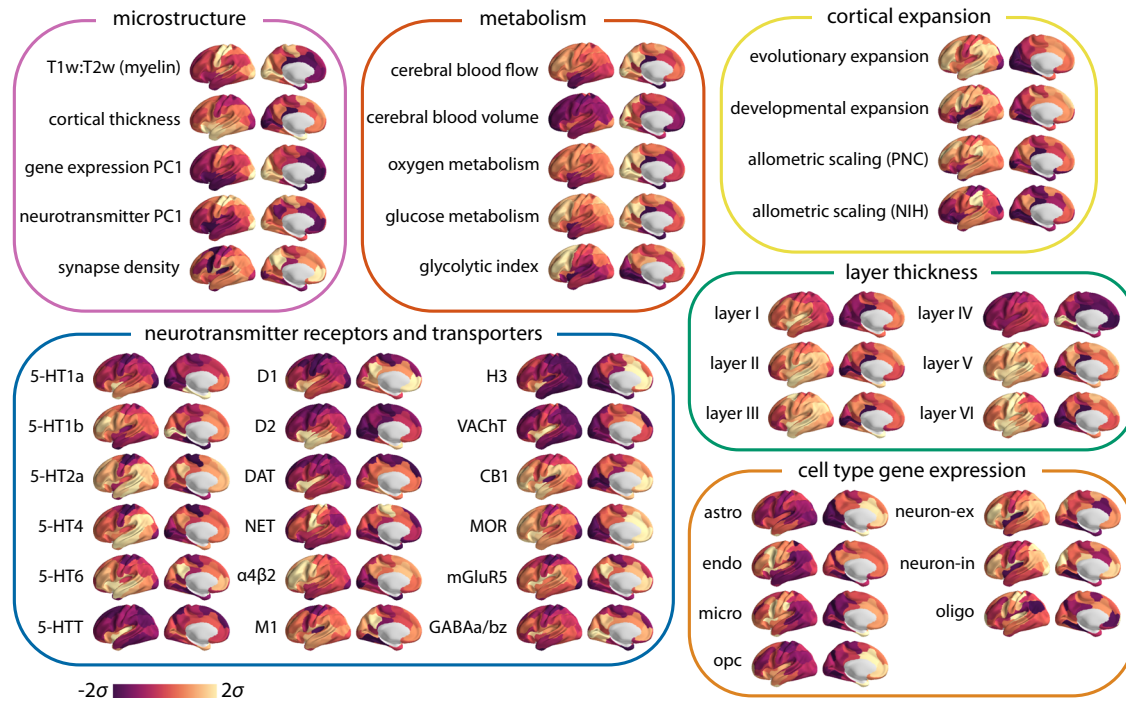 microstructure
T1w:T2w (myelin)
cortical thickness
gene expression PC1
neurotransmitter PC1
synapse density
metabolism
cerebral blood flow
cerebral blood volume
oxygen metabolism
glucose metabolism
glycolytic index
cortical expansion
evolutionary expansion
developmental expansion
allometric scaling (PNC)
allometric scaling (NIH)
layer thickness
layer I
layer IV
layer II
layer V
layer III
layer VI
neurotransmitter receptors and transporters
5-HT1a
D1
H3
5-HT1b
D2
VAChT
5-HT2a
DAT
CB1
5-HT4
NET
MOR
5-HT6
α4β2
mGluR5
5-HTT
M1
GABAa/bz
cell type gene expression
astro
neuron-ex
endo
neuron-in
micro
oligo
opc
-2σ 2σ